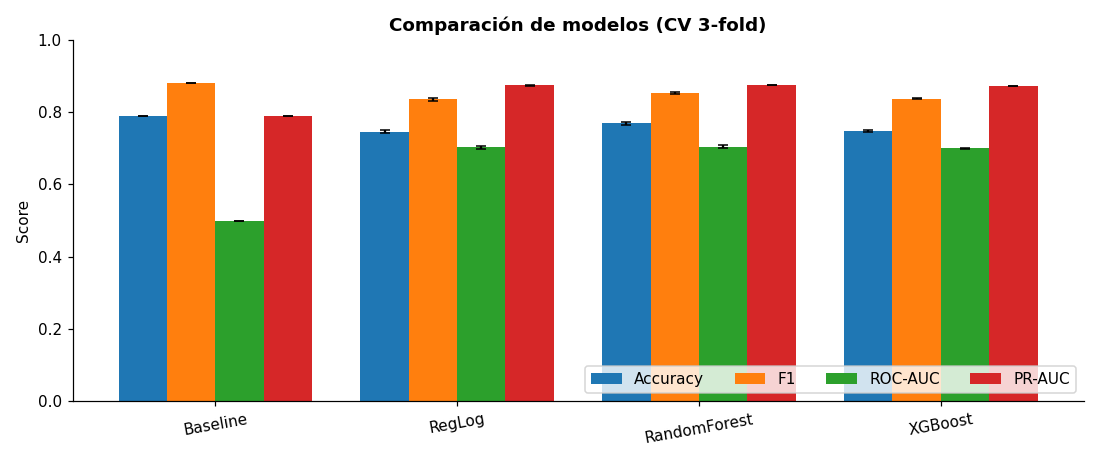 Comparación de modelos (CV 3-fold)
1.0
0.8
0.6
0.4
0.2
0.0
Score
Accuracy F1 ROC-AUC PR-AUC
Baseline RegLog RandomForest XGBoost